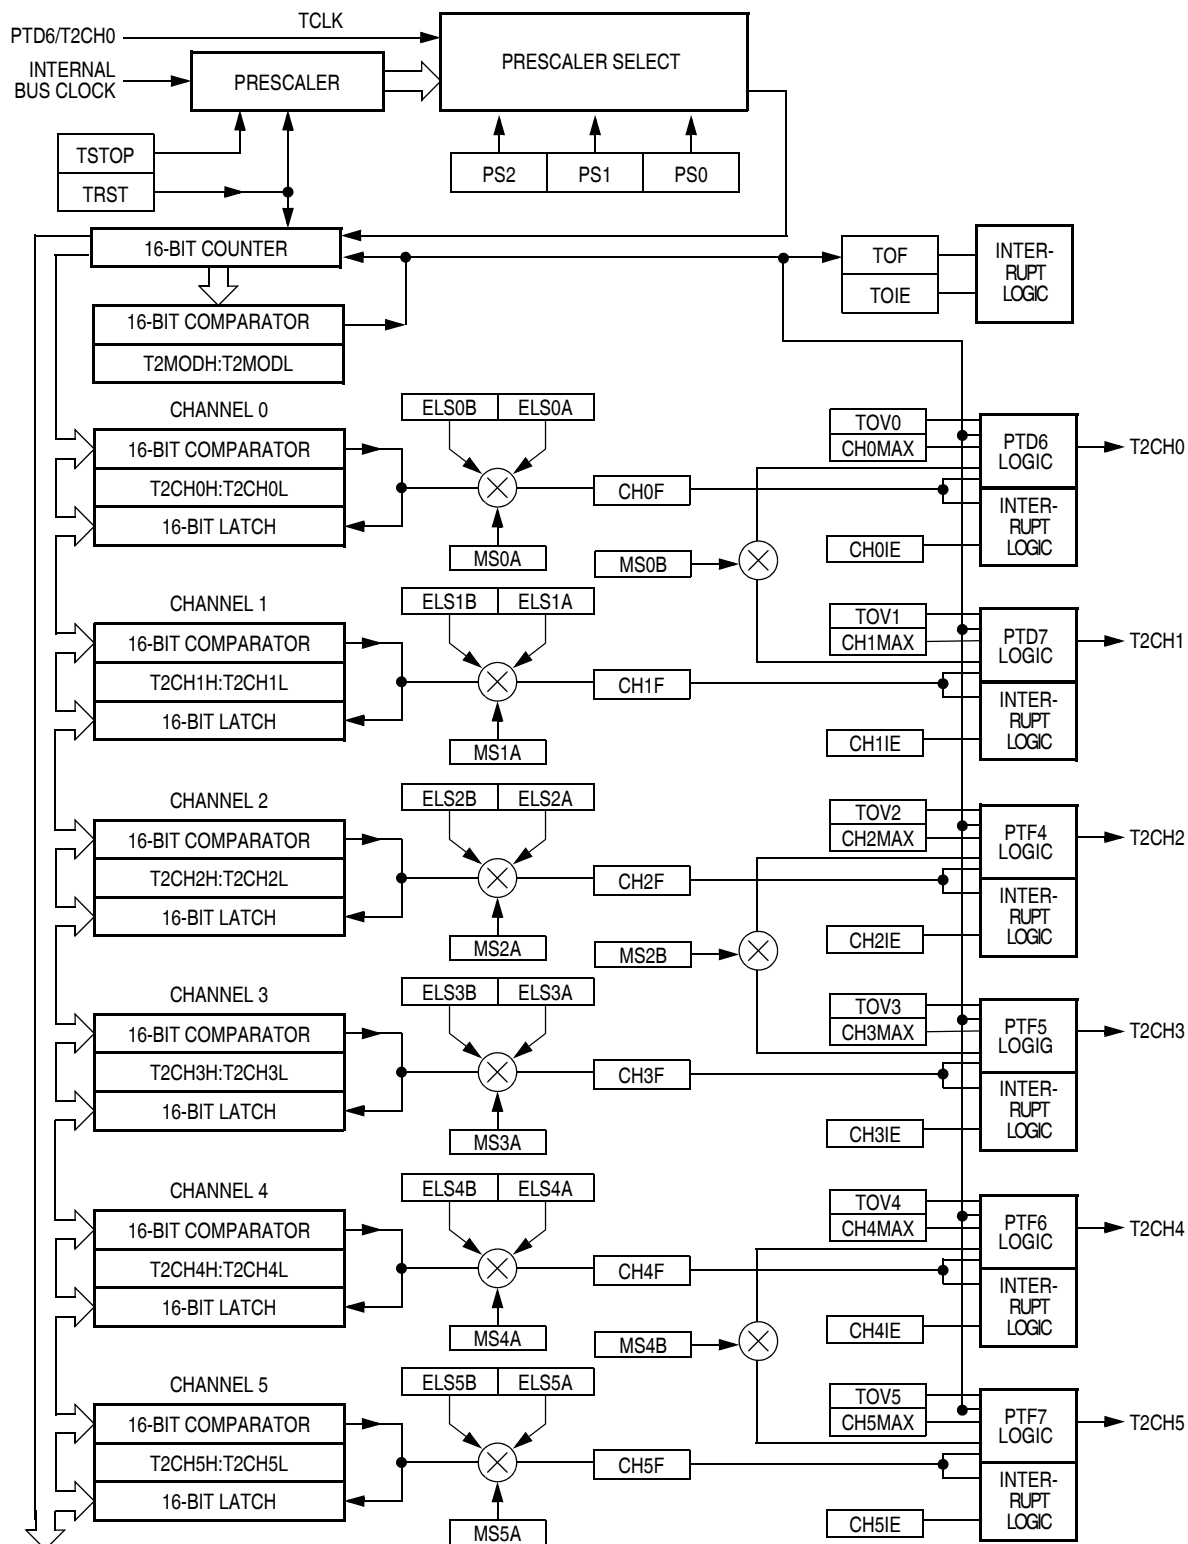 TCLK
PTD6/T2CH0
INTERNAL
BUS CLOCK
PRESCALER
PRESCALER SELECT
TSTOP
TRST
PS2 PS1 PS0
16-BIT COUNTER
16-BIT COMPARATOR
T2MODH:T2MODL
TOF
TOIE
INTER-
RUPT
LOGIC
CHANNEL 0
16-BIT COMPARATOR
T2CH0H:T2CH0L
16-BIT LATCH
ELS0B ELS0A
MS0A
CH0F
MS0B
TOV0
CH0MAX
CH0IE
PTD6
LOGIC
INTER-
RUPT
LOGIC
T2CH0
CHANNEL 1
16-BIT COMPARATOR
T2CH1H:T2CH1L
16-BIT LATCH
ELS1B ELS1A
MS1A
CH1F
TOV1
CH1MAX
CH1IE
PTD7
LOGIC
INTER-
RUPT
LOGIC
T2CH1
CHANNEL 2
16-BIT COMPARATOR
T2CH2H:T2CH2L
16-BIT LATCH
ELS2B ELS2A
MS2A
CH2F
MS2B
TOV2
CH2MAX
CH2IE
PTF4
LOGIC
INTER-
RUPT
LOGIC
T2CH2
CHANNEL 3
16-BIT COMPARATOR
T2CH3H:T2CH3L
16-BIT LATCH
ELS3B ELS3A
MS3A
CH3F
TOV3
CH3MAX
CH3IE
PTF5
LOGIG
INTER-
RUPT
LOGIC
T2CH3
CHANNEL 4
16-BIT COMPARATOR
T2CH4H:T2CH4L
16-BIT LATCH
ELS4B ELS4A
MS4A
CH4F
MS4B
TOV4
CH4MAX
CH4IE
PTF6
LOGIC
INTER-
RUPT
LOGIC
T2CH4
CHANNEL 5
16-BIT COMPARATOR
T2CH5H:T2CH5L
16-BIT LATCH
ELS5B ELS5A
MS5A
CH5F
TOV5
CH5MAX
CH5IE
PTF7
LOGIC
INTER-
RUPT
LOGIC
T2CH5